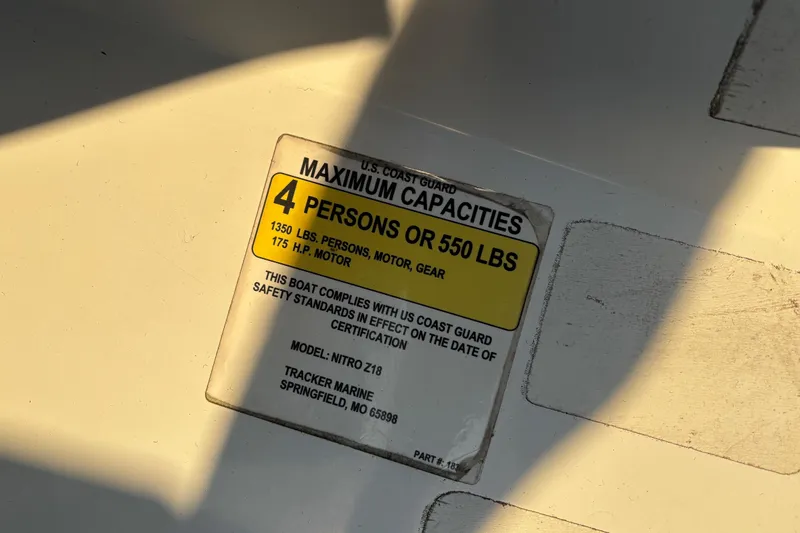 U.S. COAST GUARD
MAXIMUM CAPACITIES
4 PERSONS OR 550 LBS
1350 LBS. PERSONS, MOTOR, GEAR
175 H.P. MOTOR
THIS BOAT COMPLIES WITH US COAST GUARD
SAFETY STANDARDS IN EFFECT ON THE DATE OF
CERTIFICATION
MODEL: NITRO Z18
TRACKER MARINE
SPRINGFIELD, MO 65898
PART #: